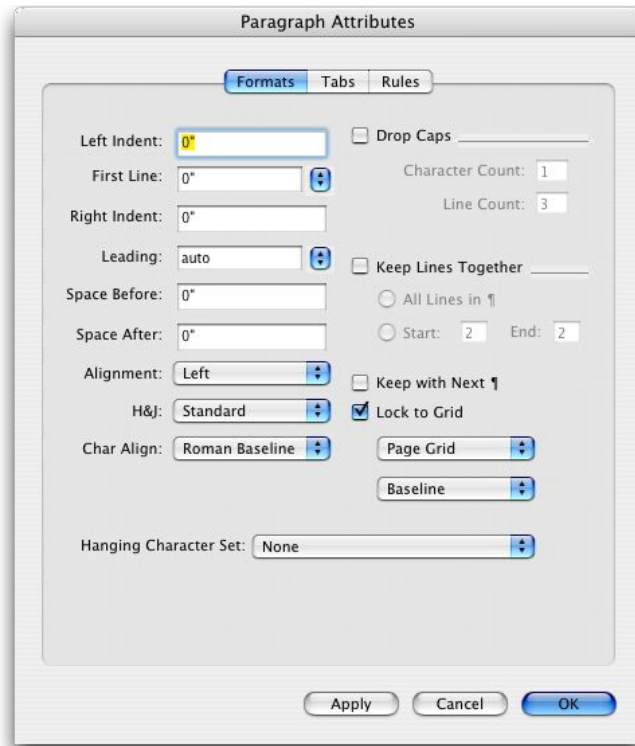 Paragraph Attributes
Formats Tabs Rules
Left Indent: 0"
First Line: 0"
Right Indent: 0"
Leading: auto
Space Before: 0"
Space After: 0"
Alignment: Left
H&J: Standard
Char Align: Roman Baseline
Drop Caps
Character Count: 1
Line Count: 3
Keep Lines Together
All Lines in ¶
Start: 2 End: 2
Keep with Next ¶
Lock to Grid
Page Grid
Baseline
Hanging Character Set: None
Apply Cancel OK